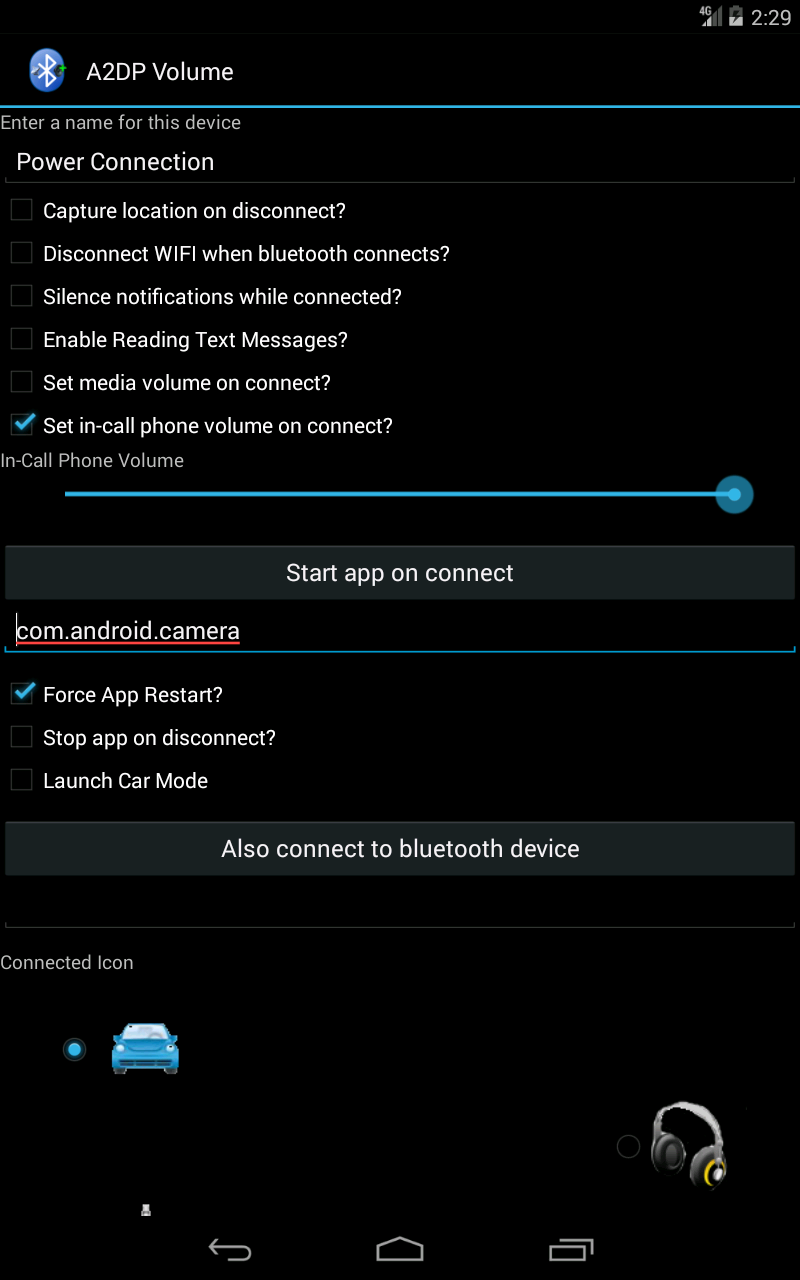 4G 2:29
A2DP Volume
Enter a name for this device
Power Connection
Capture location on disconnect?
Disconnect WIFI when bluetooth connects?
Silence notifications while connected?
Enable Reading Text Messages?
Set media volume on connect?
Set in-call phone volume on connect?
In-Call Phone Volume
Start app on connect
com.android.camera
Force App Restart?
Stop app on disconnect?
Launch Car Mode
Also connect to bluetooth device
Connected Icon